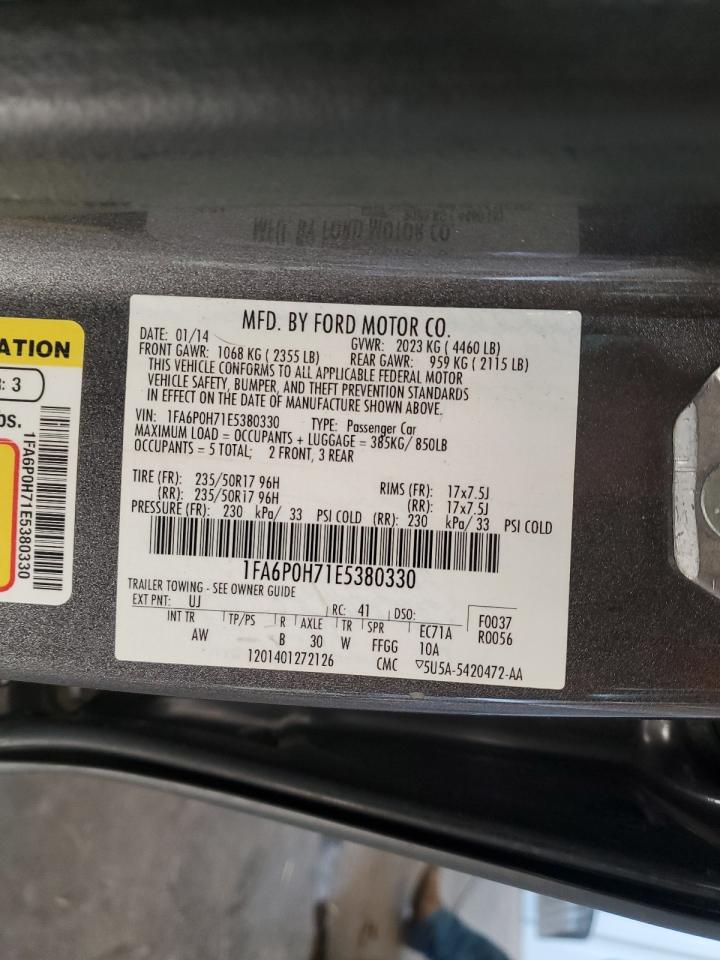 MFD. BY FORD MOTOR CO.
ATION
: 3
bs.
1FA6P0H71E5380330
MFD. BY FORD MOTOR CO.
DATE: 01/14 GVWR: 2023 KG ( 4460 LB)
FRONT GAWR: 1068 KG ( 2355 LB) REAR GAWR: 959 KG ( 2115 LB)
THIS VEHICLE CONFORMS TO ALL APPLICABLE FEDERAL MOTOR
VEHICLE SAFETY, BUMPER, AND THEFT PREVENTION STANDARDS
IN EFFECT ON THE DATE OF MANUFACTURE SHOWN ABOVE.
VIN: 1FA6P0H71E5380330 TYPE: Passenger Car
MAXIMUM LOAD = OCCUPANTS + LUGGAGE = 385KG/ 850LB
OCCUPANTS = 5 TOTAL; 2 FRONT, 3 REAR
TIRE (FR): 235/50R17 96H RIMS (FR): 17x7.5J
(RR): 235/50R17 96H (RR): 17x7.5J
PRESSURE (FR): 230 kPa/ 33 PSI COLD (RR): 230 kPa/ 33 PSI COLD
1FA6P0H71E5380330
TRAILER TOWING - SEE OWNER GUIDE
EXT PNT: UJ RC: 41 DSO: F0037
INT TR TP/PS R AXLE TR SPR EC71A R0056
AW B 30 W FFGG 10A
1201401272126 CMC ▽5U5A-5420472-AA